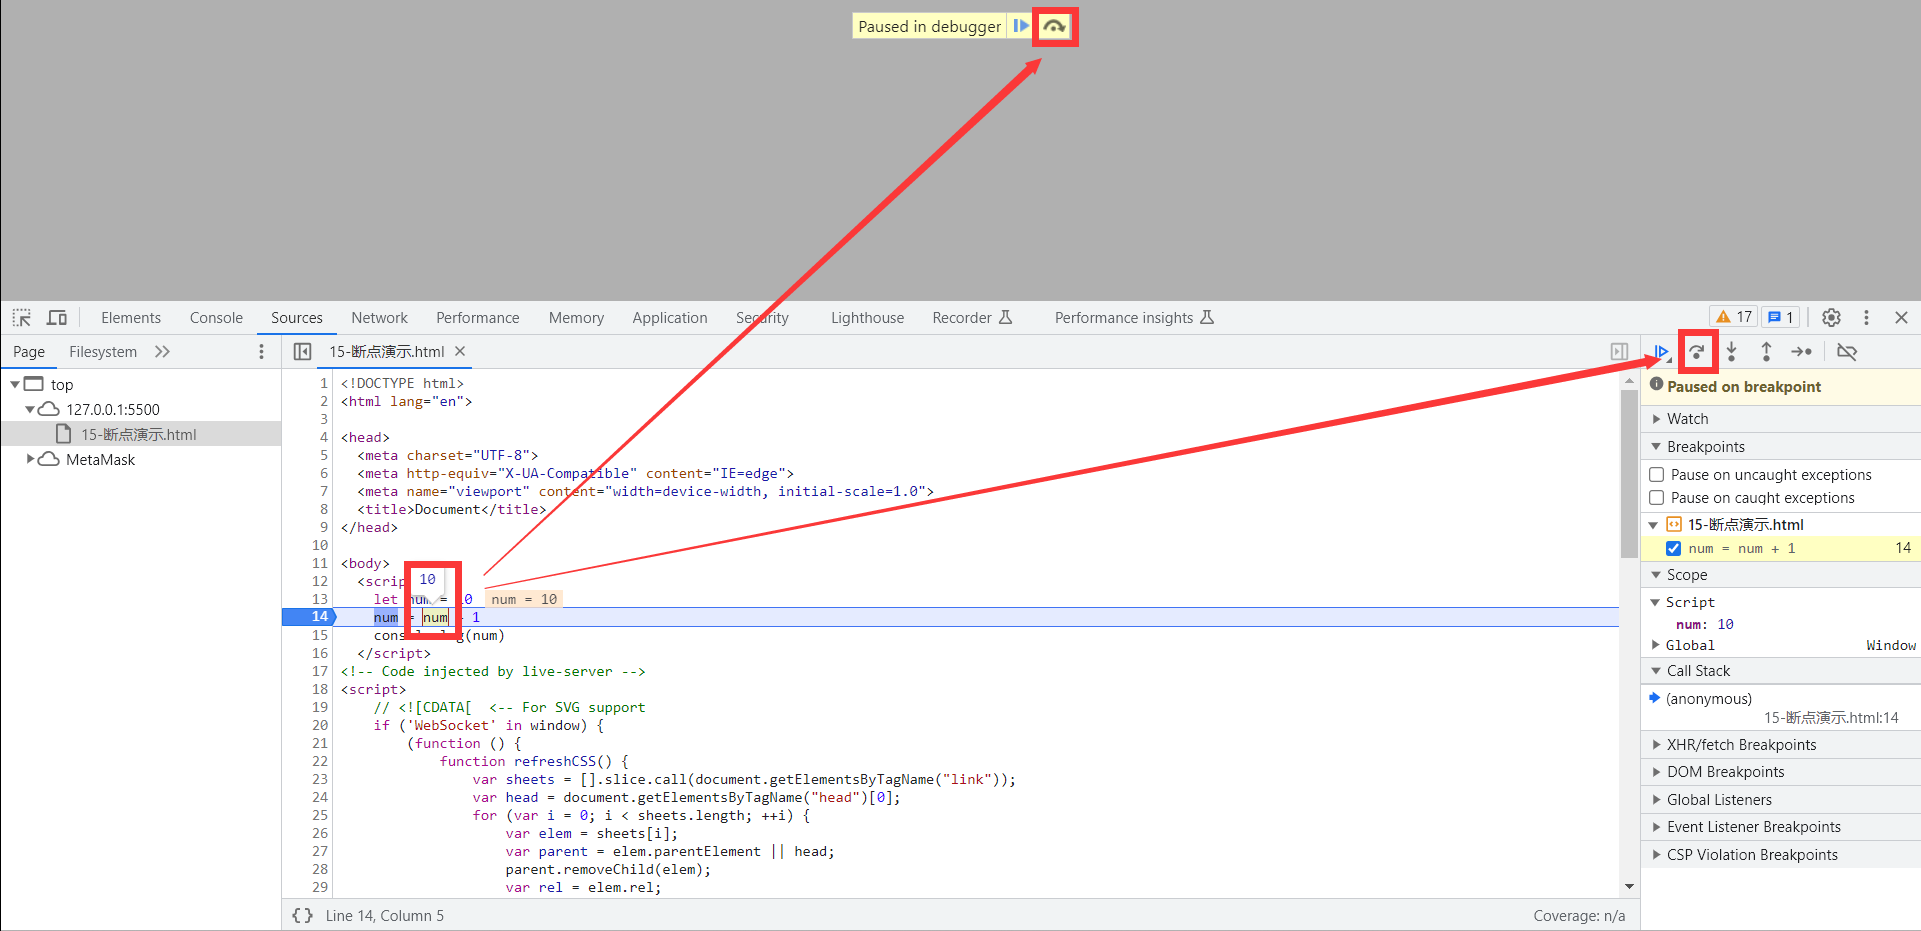 Paused in debugger
Elements Console Sources Network Performance Memory Application Security Lighthouse Recorder Performance insights 17 1
Page Filesystem
15-断点演示.html
top
127.0.0.1:5500
15-断点演示.html
MetaMask
1 <!DOCTYPE html>
2 <html lang="en">
3
4 <head>
5 <meta charset="UTF-8">
6 <meta http-equiv="X-UA-Compatible" content="IE=edge">
7 <meta name="viewport" content="width=device-width, initial-scale=1.0">
8 <title>Document</title>
9 </head>
10
11 <body>
12 <scrip
10
13 let num = 10 num = 10
14 num = num 1
15 cons g(num)
16 </script>
17 <!-- Code injected by live-server -->
18 <script>
19 // <![CDATA[ <-- For SVG support
20 if ('WebSocket' in window) {
21 (function () {
22 function refreshCSS() {
23 var sheets = [].slice.call(document.getElementsByTagName("link"));
24 var head = document.getElementsByTagName("head")[0];
25 for (var i = 0; i < sheets.length; ++i) {
26 var elem = sheets[i];
27 var parent = elem.parentElement || head;
28 parent.removeChild(elem);
29 var rel = elem.rel;
{} Line 14, Column 5
Coverage: n/a
Paused on breakpoint
Watch
Breakpoints
Pause on uncaught exceptions
Pause on caught exceptions
15-断点演示.html
num = num + 1 14
Scope
Script
num: 10
Global Window
Call Stack
(anonymous)
15-断点演示.html:14
XHR/fetch Breakpoints
DOM Breakpoints
Global Listeners
Event Listener Breakpoints
CSP Violation Breakpoints